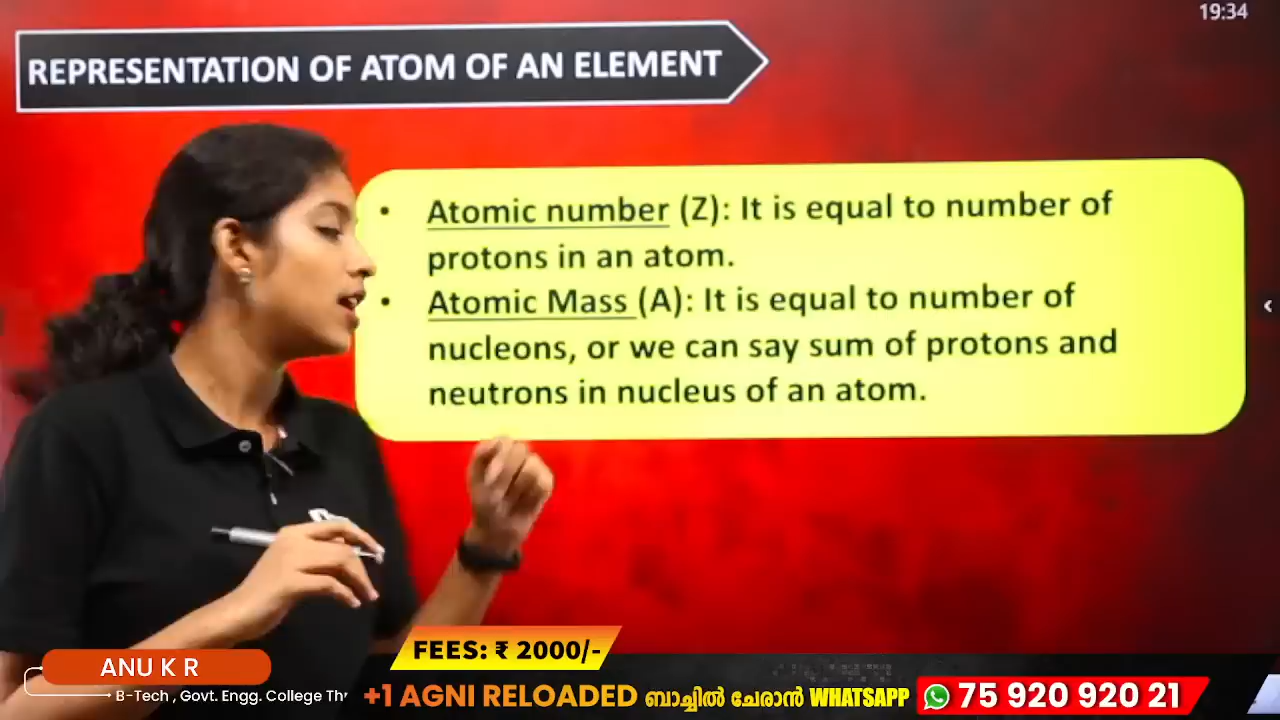 19:34
REPRESENTATION OF ATOM OF AN ELEMENT
• Atomic number (Z): It is equal to number of
protons in an atom.
• Atomic Mass (A): It is equal to number of
nucleons, or we can say sum of protons and
neutrons in nucleus of an atom.
FEES: ₹ 2000/-
ANU K R
B-Tech , Govt. Engg. College Thr
+1 AGNI RELOADED ബാച്ചിൽ ചേരാൻ WHATSAPP 75 920 920 21